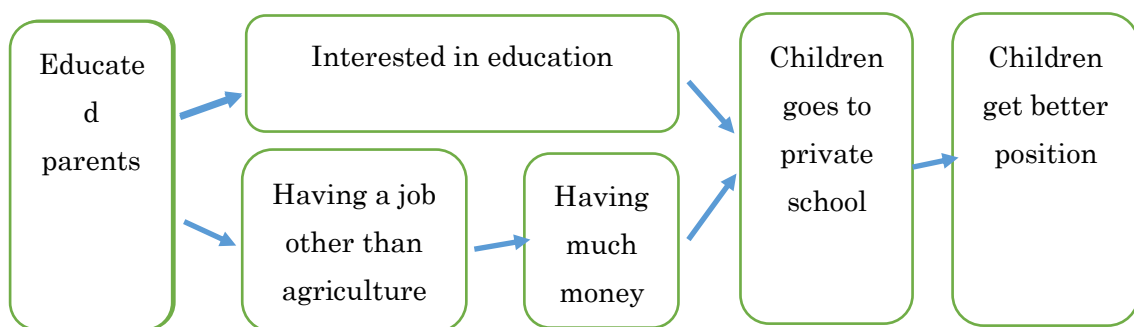 Educate
d
parents
Interested in education
Having a job
other than
agriculture
Having
much
money
Children
goes to
private
school
Children
get better
position